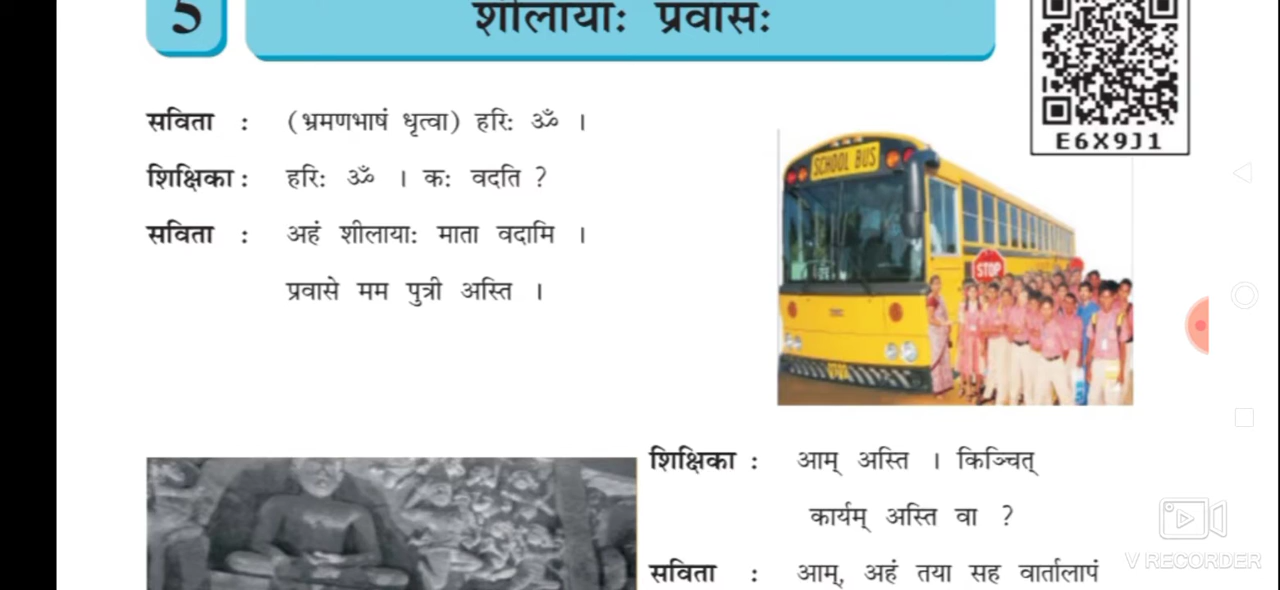 5
शीलायाः प्रवासः
E6X9J1
सविता : (भ्रमणभाषं धृत्वा) हरिः ॐ ।
शिक्षिका : हरिः ॐ । कः वदति ?
सविता : अहं शीलायाः माता वदामि ।
प्रवासे मम पुत्री अस्ति ।
SCHOOL BUS
STOP
शिक्षिका : आम् अस्ति । किञ्चित्
कार्यम् अस्ति वा ?
सविता : आम्, अहं तया सह वार्तालापं
V RECORDER